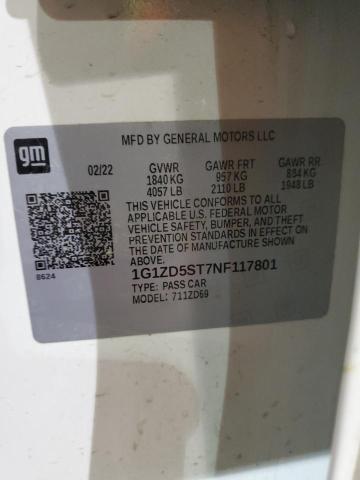 gm
MFD BY GENERAL MOTORS LLC
02/22 GVWR GAWR FRT GAWR RR
1840 KG 957 KG 884 KG
4057 LB 2110 LB 1948 LB
THIS VEHICLE CONFORMS TO ALL
APPLICABLE U.S. FEDERAL MOTOR
VEHICLE SAFETY, BUMPER, AND THEFT
PREVENTION STANDARDS IN EFFECT ON
THE DATE OF MANUFACTURE SHOWN
ABOVE.
1G1ZD5ST7NF117801
TYPE: PASS CAR
MODEL: 711ZD69
8624